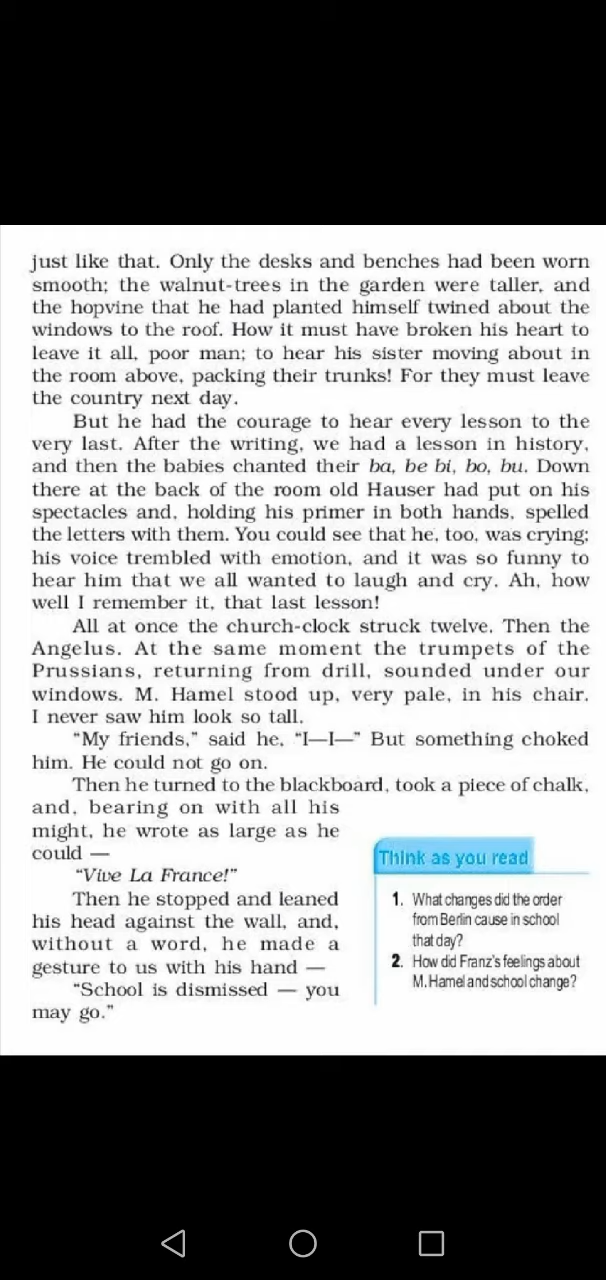 just like that. Only the desks and benches had been worn
smooth; the walnut-trees in the garden were taller, and
the hopvine that he had planted himself twined about the
windows to the roof. How it must have broken his heart to
leave it all, poor man; to hear his sister moving about in
the room above, packing their trunks! For they must leave
the country next day.
But he had the courage to hear every lesson to the
very last. After the writing, we had a lesson in history,
and then the babies chanted their ba, be bi, bo, bu. Down
there at the back of the room old Hauser had put on his
spectacles and, holding his primer in both hands, spelled
the letters with them. You could see that he, too, was crying;
his voice trembled with emotion, and it was so funny to
hear him that we all wanted to laugh and cry. Ah, how
well I remember it, that last lesson!
All at once the church-clock struck twelve. Then the
Angelus. At the same moment the trumpets of the
Prussians, returning from drill, sounded under our
windows. M. Hamel stood up, very pale, in his chair.
I never saw him look so tall.
“My friends,” said he, “I—I—” But something choked
him. He could not go on.
Then he turned to the blackboard, took a piece of chalk,
and, bearing on with all his
might, he wrote as large as he
could —
“Vive La France!”
Then he stopped and leaned
his head against the wall, and,
without a word, he made a
gesture to us with his hand —
“School is dismissed — you
may go.”
Think as you read
1. What changes did the order
from Berlin cause in school
that day?
2. How did Franz's feelings about
M. Hamel and school change?